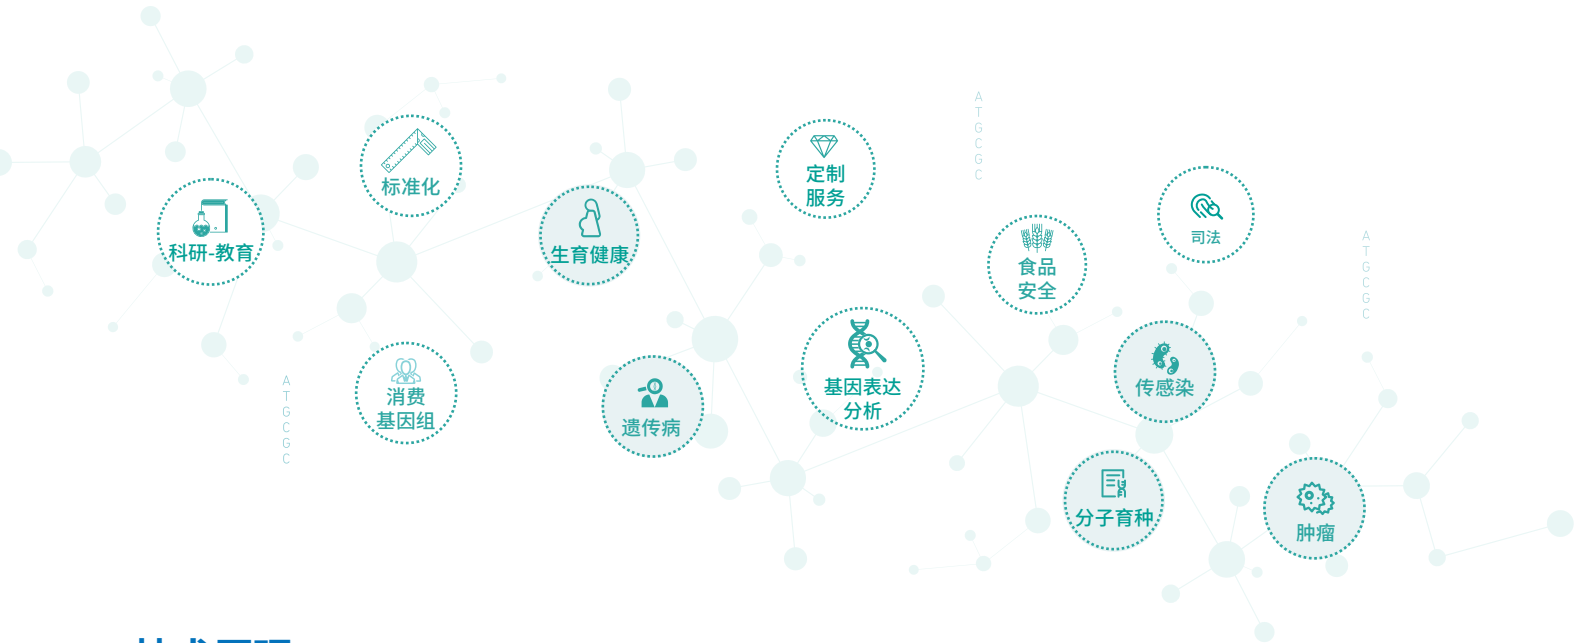 A
T
G
C
G
C
标准化
定制
服务
科研-教育
生育健康
司法
食品
安全
A
T
G
C
G
C
A
T
G
C
G
C
消费
基因组
遗传病
基因表达
分析
传感染
分子育种
肿瘤